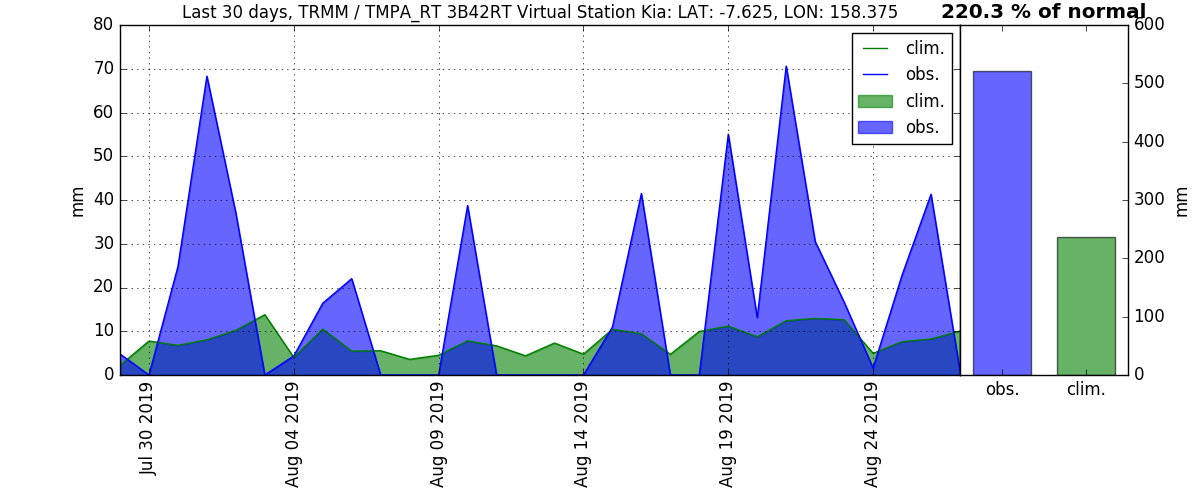 Last 30 days, TRMM / TMPA_RT 3B42RT Virtual Station Kia: LAT: -7.625, LON: 158.375
220.3 % of normal
80
70
60
50
40
30
20
10
0
mm
clim.
obs.
clim.
obs.
600
500
400
300
200
100
0
mm
Jul 30 2019
Aug 04 2019
Aug 09 2019
Aug 14 2019
Aug 19 2019
Aug 24 2019
obs.
clim.